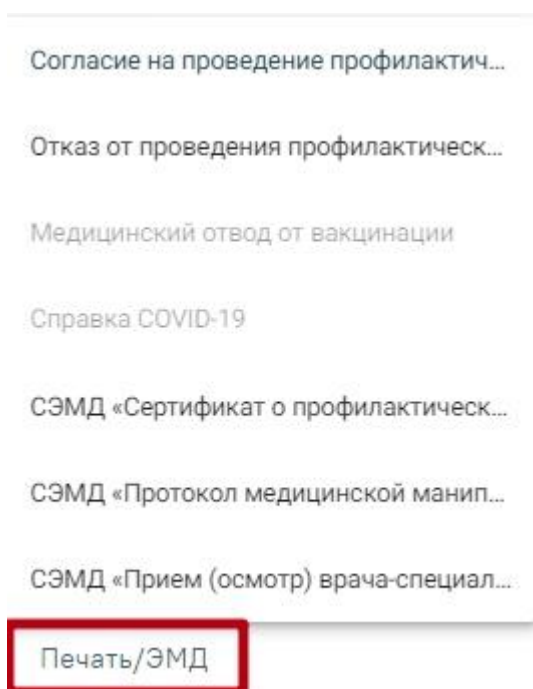 Согласие на проведение профилактич...
Отказ от проведения профилактическ...
Медицинский отвод от вакцинации
Справка COVID-19
СЭМД «Сертификат о профилактическ...
СЭМД «Протокол медицинской манип...
СЭМД «Прием (осмотр) врача-специал...
Печать/ЭМД